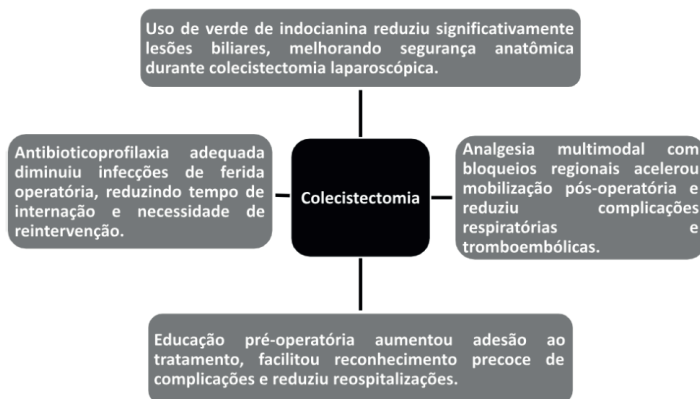 Uso de verde de indocianina reduziu significativamente
lesões biliares, melhorando segurança anatômica
durante colecistectomia laparoscópica.
Antibioticoprofilaxia adequada
diminuiu infecções de ferida
operatória, reduzindo tempo de
internação e necessidade de
reintervenção.
Colecistectomia
Analgesia multimodal com
bloqueios regionais acelerou
mobilização pós-operatória e
reduziu complicações
respiratórias e
tromboembólicas.
Educação pré-operatória aumentou adesão ao
tratamento, facilitou reconhecimento precoce de
complicações e reduziu reospitalizações.